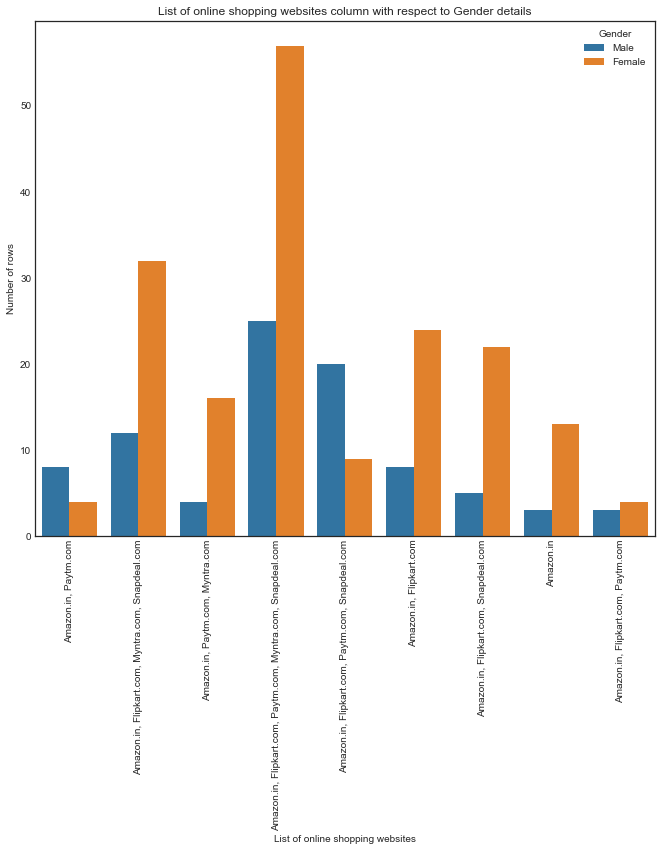 List of online shopping websites column with respect to Gender details
Gender
Male
Female
Number of rows
50
40
30
20
10
0
Amazon.in, Paytm.com
Amazon.in, Flipkart.com, Myntra.com, Snapdeal.com
Amazon.in, Paytm.com, Myntra.com
Amazon.in, Flipkart.com, Paytm.com, Myntra.com, Snapdeal.com
Amazon.in, Flipkart.com, Paytm.com, Snapdeal.com
Amazon.in, Flipkart.com
Amazon.in, Flipkart.com, Snapdeal.com
Amazon.in
Amazon.in, Flipkart.com, Paytm.com
List of online shopping websites